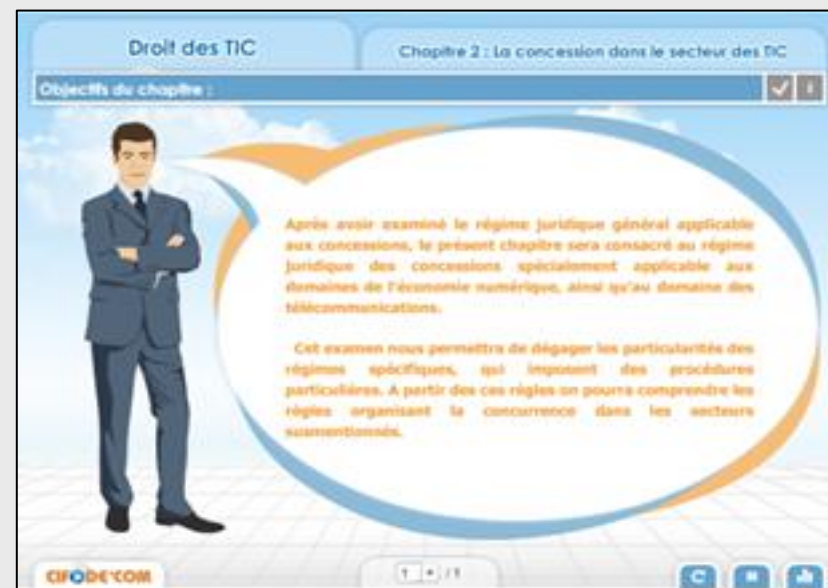 Droit des TIC
Chapitre 2 : La concession dans le secteur des TIC
Objectifs du chapitre :
Après avoir examiné le régime juridique général applicable
aux concessions, le présent chapitre sera consacré au régime
juridique des concessions spécialement applicable aux
domaines de l'économie numérique, ainsi qu'au domaine des
télécommunications.
Cet examen nous permettra de dégager les particularités des
régimes spécifiques, qui imposent des procédures
particulières. A partir des ces règles on pourra comprendre les
règles organisant la concurrence dans les secteurs
susmentionnés.
CIFODE'COM
1 / 1